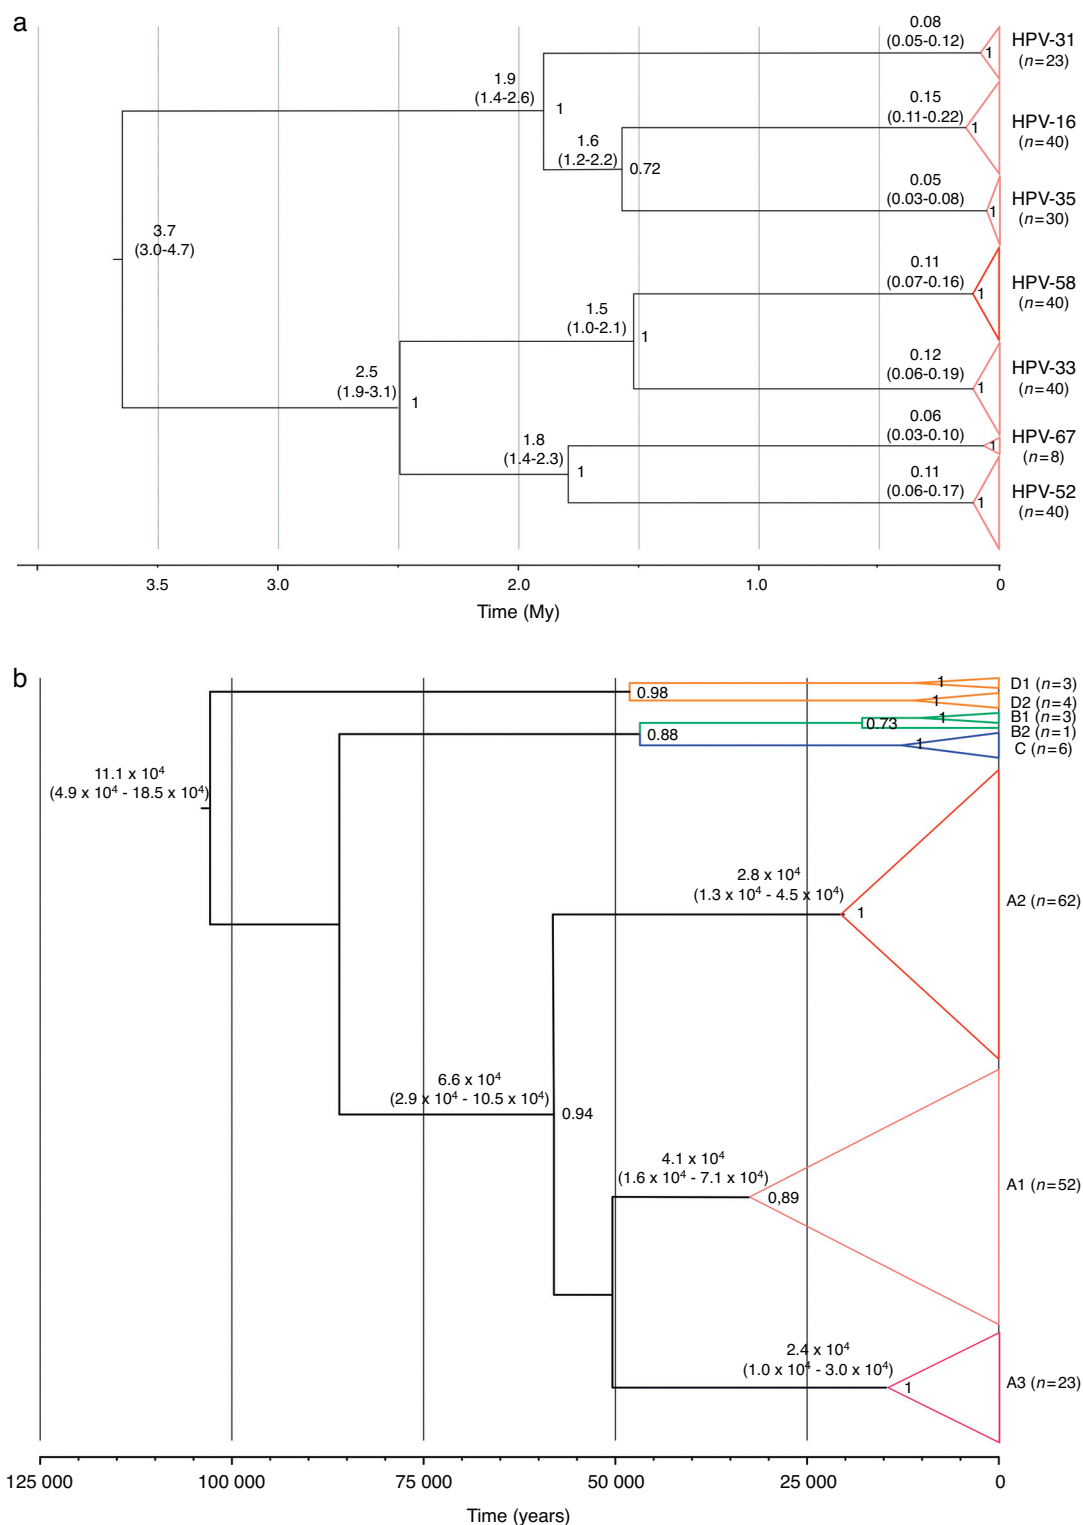 a
0.08
(0.05-0.12)
1
HPV-31
(n=23)
1.9
(1.4-2.6)
1
0.15
(0.11-0.22)
1
HPV-16
(n=40)
1.6
(1.2-2.2)
0.72
0.05
(0.03-0.08)
1
HPV-35
(n=30)
3.7
(3.0-4.7)
0.11
(0.07-0.16)
1
HPV-58
(n=40)
1.5
(1.0-2.1)
1
0.12
(0.06-0.19)
1
HPV-33
(n=40)
2.5
(1.9-3.1)
1
0.06
(0.03-0.10)
1
HPV-67
(n=8)
1.8
(1.4-2.3)
1
0.11
(0.06-0.17)
1
HPV-52
(n=40)
3.5 3.0 2.0 1.0 0
Time (My)
b
1
D1 (n=3)
0.98
1
D2 (n=4)
1
B1 (n=3)
0.73
B2 (n=1)
0.88
1
C (n=6)
11.1 x 10⁴
(4.9 x 10⁴ - 18.5 x 10⁴)
2.8 x 10⁴
(1.3 x 10⁴ - 4.5 x 10⁴)
1
A2 (n=62)
6.6 x 10⁴
(2.9 x 10⁴ - 10.5 x 10⁴)
0.94
4.1 x 10⁴
(1.6 x 10⁴ - 7.1 x 10⁴)
0,89
A1 (n=52)
2.4 x 10⁴
(1.0 x 10⁴ - 3.0 x 10⁴)
1
A3 (n=23)
125 000 100 000 75 000 50 000 25 000 0
Time (years)